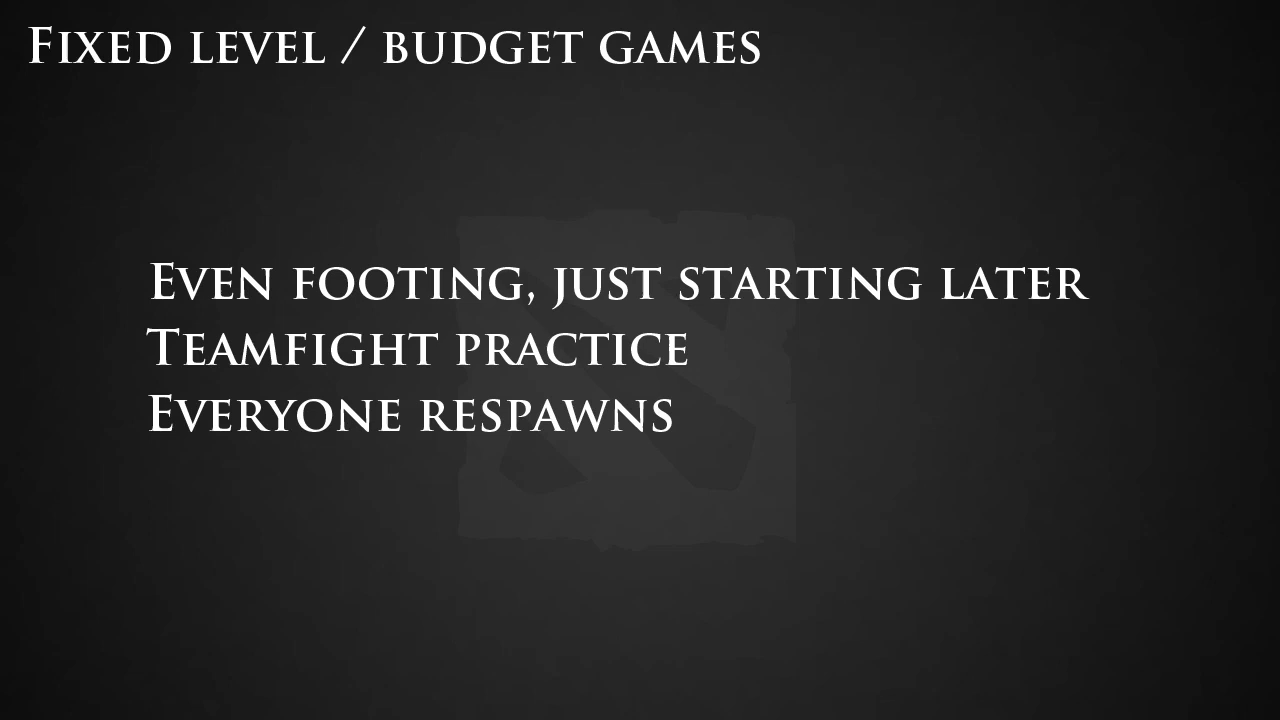 Fixed level / budget games
Even footing, just starting later
Teamfight practice
Everyone respawns